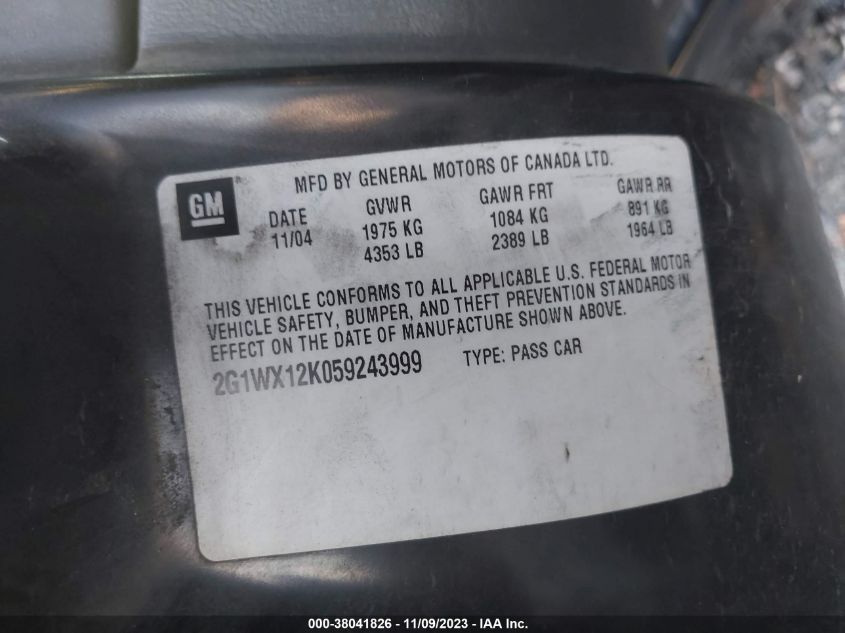 MFD BY GENERAL MOTORS OF CANADA LTD.
GM
DATE GVWR GAWR FRT GAWR RR
11/04 1975 KG 1084 KG 891 KG
4353 LB 2389 LB 1964 LB
THIS VEHICLE CONFORMS TO ALL APPLICABLE U.S. FEDERAL MOTOR
VEHICLE SAFETY, BUMPER, AND THEFT PREVENTION STANDARDS IN
EFFECT ON THE DATE OF MANUFACTURE SHOWN ABOVE.
2G1WX12K059243999 TYPE: PASS CAR
000-38041826 - 11/09/2023 - IAAI.com